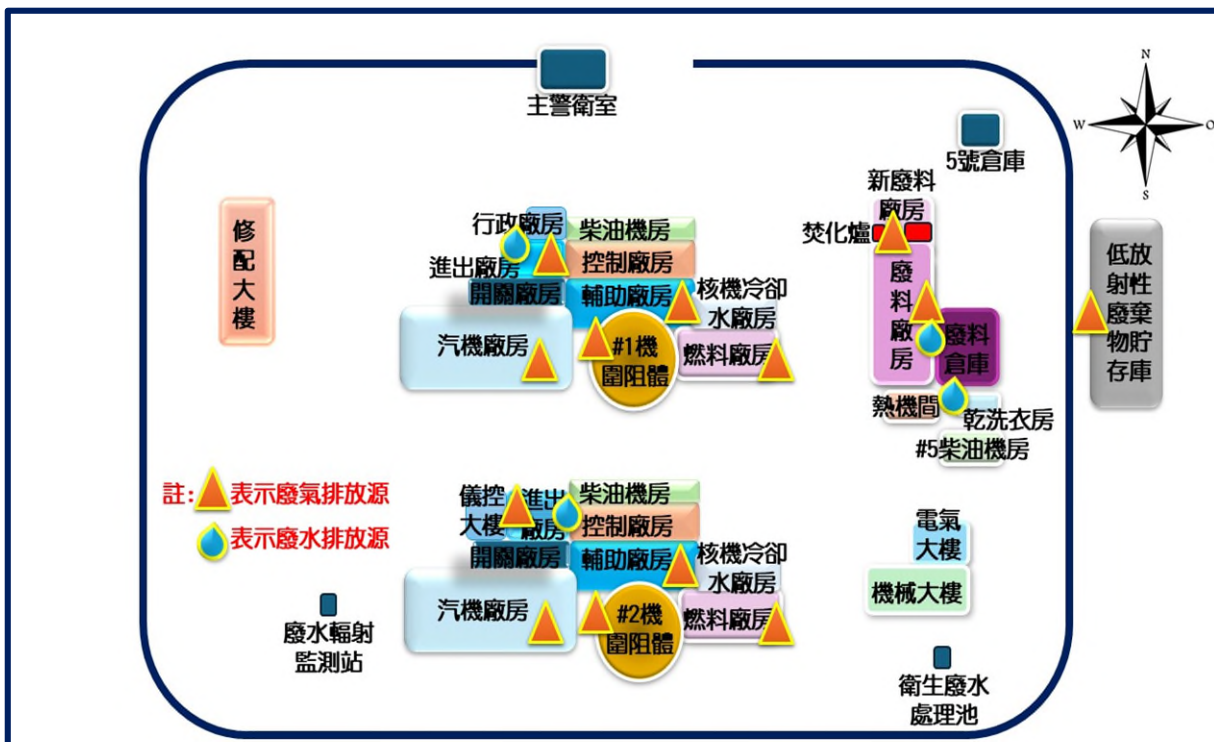 主警衛室
N
W
O
S
5號倉庫
新廢料
廠房
焚化爐
廢
料
廠
房
廢料
倉庫
熱機間
乾洗衣房
#5柴油機房
低放
射性
廢棄
物貯
存庫
修
配
大
樓
行政廠房
柴油機房
進出廠房
控制廠房
開關廠房
輔助廠房
核機冷卻
水廠房
汽機廠房
#1機
圍阻體
燃料廠房
註:
表示廢氣排放源
表示廢水排放源
儀控
大樓
進出
廠房
柴油機房
控制廠房
開關廠房
輔助廠房
核機冷卻
水廠房
汽機廠房
#2機
圍阻體
燃料廠房
電氣
大樓
機械大樓
廢水輻射
監測站
衛生廢水
處理池